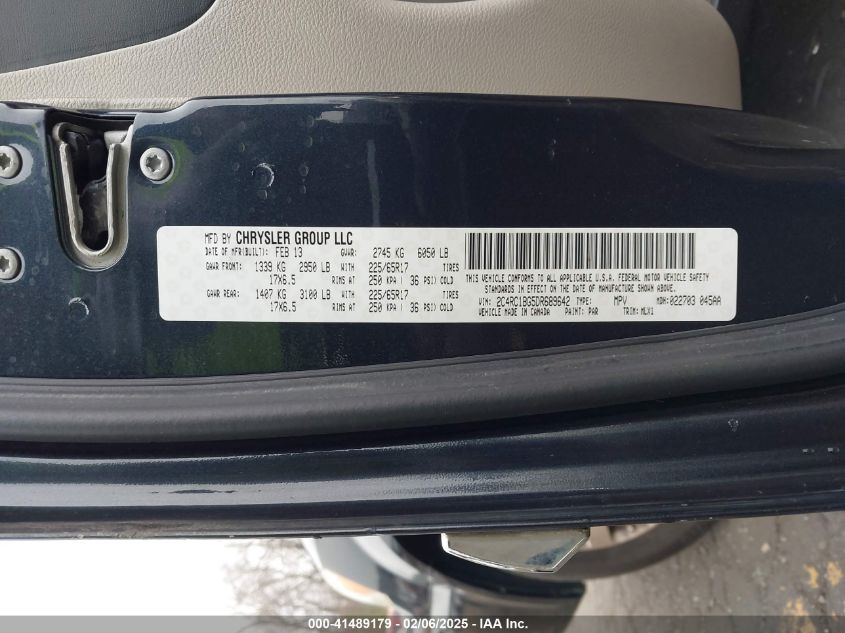 MFD BY CHRYSLER GROUP LLC
DATE OF MFR(BUILT): FEB 13 GVWR: 2745 KG 6050 LB
GAWR FRONT: 1339 KG 2950 LB WITH 225/65R17 TIRES
17X6.5 RIMS AT 250 KPA ( 36 PSI) COLD
GAWR REAR: 1407 KG 3100 LB WITH 225/65R17 TIRES
17X6.5 RIMS AT 250 KPA ( 36 PSI) COLD
THIS VEHICLE CONFORMS TO ALL APPLICABLE U.S.A. FEDERAL MOTOR VEHICLE SAFETY
STANDARDS IN EFFECT ON THE DATE OF MANUFACTURE SHOWN ABOVE.
VIN: 2C4RC1BG5DR689642 TYPE: MPV MDH: 022703 045AA
VEHICLE MADE IN CANADA PAINT: PAR TRIM: MLX1
000-41489179 - 02/06/2025 - IAA Inc.